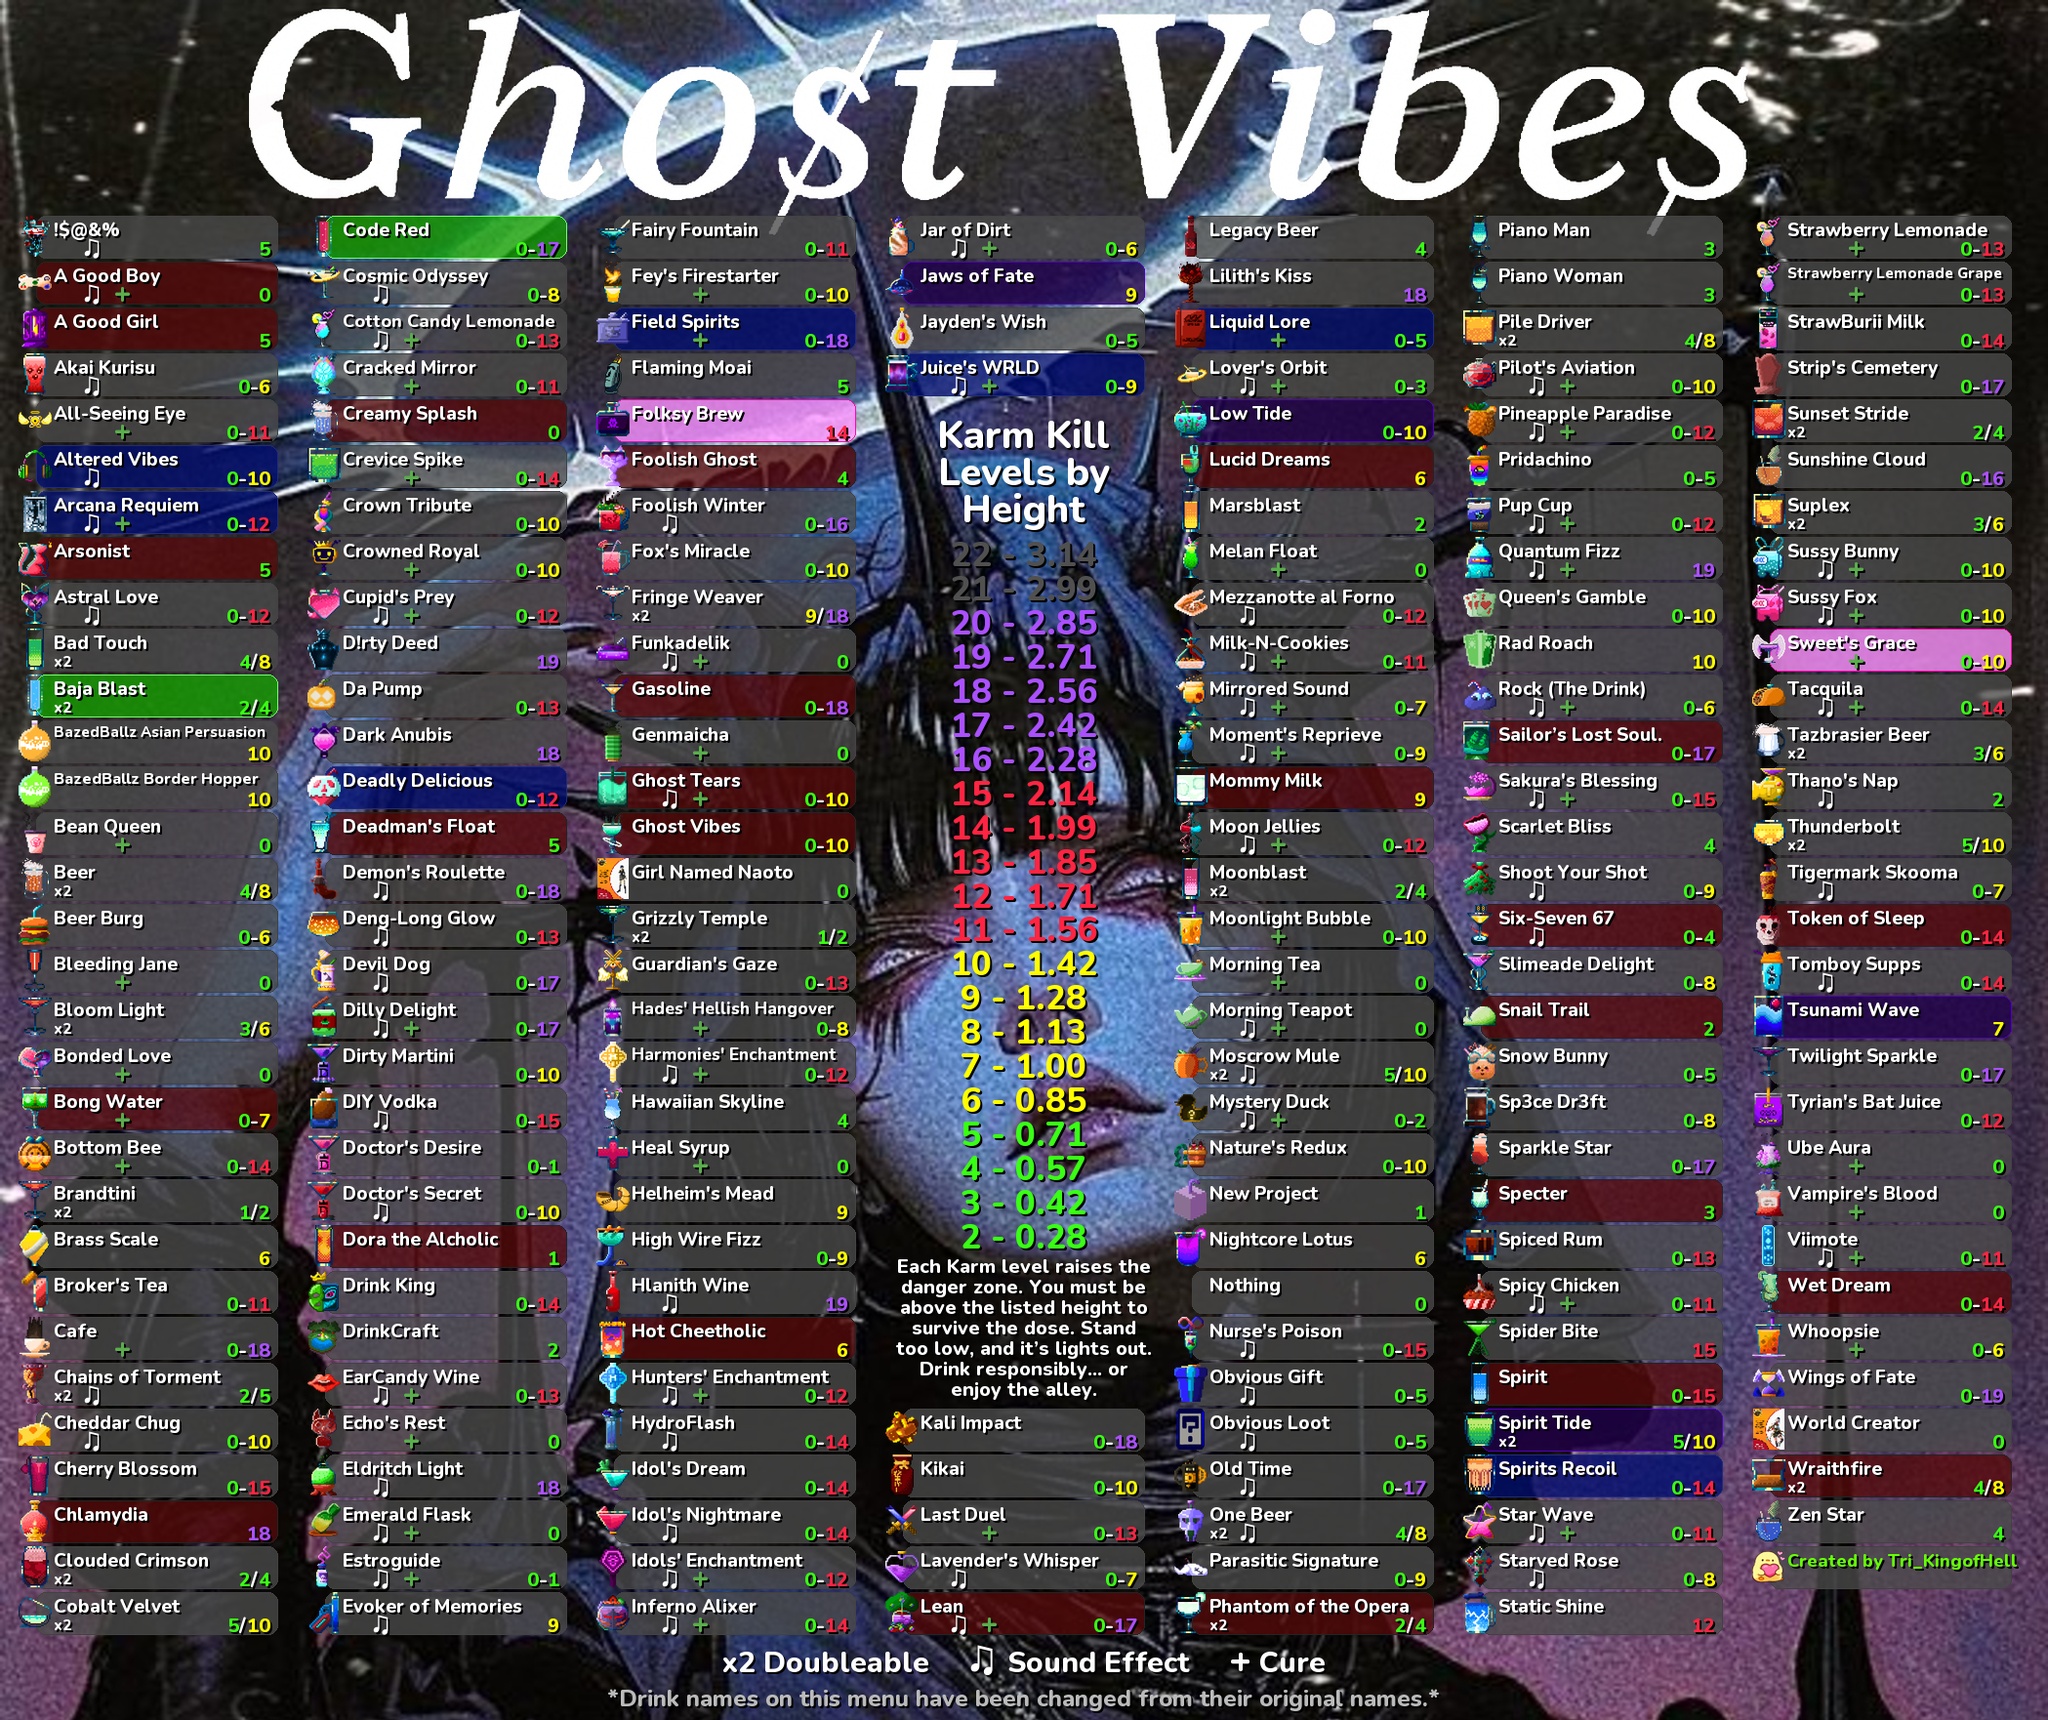 Ghost Vibes
!$@&%
♫ 5
A Good Boy
♫ + 0
A Good Girl
5
Akai Kurisu
♫ 0-6
All-Seeing Eye
+ 0-11
Altered Vibes
♫ 0-10
Arcana Requiem
♫ + 0-12
Arsonist
5
Astral Love
♫ 0-12
Bad Touch
x2 4/8
Baja Blast
x2 2/4
BazedBallz Asian Persuasion
10
BazedBallz Border Hopper
10
Bean Queen
+ 0
Beer
x2 4/8
Beer Burg
0-6
Bleeding Jane
+ 0
Bloom Light
x2 3/6
Bonded Love
+ 0
Bong Water
+ 0-7
Bottom Bee
+ 0-14
Brandtini
x2 1/2
Brass Scale
6
Broker's Tea
0-11
Cafe
+ 0-18
Chains of Torment
x2 ♫ 2/5
Cheddar Chug
♫ 0-10
Cherry Blossom
0-15
Chlamydia
18
Clouded Crimson
x2 2/4
Cobalt Velvet
x2 5/10
Code Red
0-17
Cosmic Odyssey
♫ 0-8
Cotton Candy Lemonade
♫ + 0-13
Cracked Mirror
+ 0-11
Creamy Splash
0
Crevice Spike
+ 0-14
Crown Tribute
0-10
Crowned Royal
+ 0-10
Cupid's Prey
♫ + 0-12
D!rty Deed
19
Da Pump
0-13
Dark Anubis
18
Deadly Delicious
0-12
Deadman's Float
5
Demon's Roulette
♫ 0-18
Deng-Long Glow
♫ 0-13
Devil Dog
♫ 0-17
Dilly Delight
♫ + 0-17
Dirty Martini
0-10
DIY Vodka
♫ 0-15
Doctor's Desire
0-1
Doctor's Secret
♫ 0-10
Dora the Alcholic
1
Drink King
0-14
DrinkCraft
2
EarCandy Wine
♫ + 0-13
Echo's Rest
+ 0
Eldritch Light
18
Emerald Flask
♫ + 0
Estroguide
♫ + 0-1
Evoker of Memories
♫ 9
Fairy Fountain
0-11
Fey's Firestarter
+ 0-10
Field Spirits
+ 0-18
Flaming Moai
5
Folksy Brew
14
Foolish Ghost
4
Foolish Winter
♫ 0-16
Fox's Miracle
0-10
Fringe Weaver
x2 9/18
Funkadelik
♫ + 0
Gasoline
0-18
Genmaicha
+ 0
Ghost Tears
♫ + 0-10
Ghost Vibes
0-10
Girl Named Naoto
0
Grizzly Temple
x2 1/2
Guardian's Gaze
0-13
Hades' Hellish Hangover
+ 0-8
Harmonies' Enchantment
♫ + 0-12
Hawaiian Skyline
4
Heal Syrup
+ 0
Helheim's Mead
9
High Wire Fizz
0-9
Hlanith Wine
♫ 19
Hot Cheetholic
6
Hunters' Enchantment
♫ + 0-12
HydroFlash
♫ 0-14
Idol's Dream
0-14
Idol's Nightmare
♫ 0-14
Idols' Enchantment
♫ + 0-12
Inferno Alixer
♫ + 0-14
Jar of Dirt
♫ + 0-6
Jaws of Fate
9
Jayden's Wish
0-5
Juice's WRLD
♫ + 0-9
Karm Kill
Levels by
Height
22 - 3.14
21 - 2.99
20 - 2.85
19 - 2.71
18 - 2.56
17 - 2.42
16 - 2.28
15 - 2.14
14 - 1.99
13 - 1.85
12 - 1.71
11 - 1.56
10 - 1.42
9 - 1.28
8 - 1.13
7 - 1.00
6 - 0.85
5 - 0.71
4 - 0.57
3 - 0.42
2 - 0.28
Each Karm level raises the
danger zone. You must be
above the listed height to
survive the dose. Stand
too low, and it's lights out.
Drink responsibly... or
enjoy the alley.
Kali Impact
0-18
Kikai
0-10
Last Duel
+ 0-13
Lavender's Whisper
♫ 0-7
Lean
♫ + 0-17
Legacy Beer
4
Lilith's Kiss
18
Liquid Lore
+ 0-5
Lover's Orbit
♫ + 0-3
Low Tide
0-10
Lucid Dreams
6
Marsblast
2
Melan Float
+ 0
Mezzanotte al Forno
♫ 0-12
Milk-N-Cookies
♫ + 0-11
Mirrored Sound
♫ + 0-7
Moment's Reprieve
♫ + 0-9
Mommy Milk
9
Moon Jellies
♫ + 0-12
Moonblast
x2 2/4
Moonlight Bubble
+ 0-10
Morning Tea
+ 0
Morning Teapot
♫ + 0
Moscrow Mule
x2 ♫ 5/10
Mystery Duck
♫ + 0-2
Nature's Redux
0-10
New Project
1
Nightcore Lotus
6
Nothing
0
Nurse's Poison
♫ 0-15
Obvious Gift
♫ 0-5
Obvious Loot
♫ 0-5
Old Time
♫ 0-17
One Beer
x2 ♫ 4/8
Parasitic Signature
0-9
Phantom of the Opera
x2 2/4
Piano Man
3
Piano Woman
3
Pile Driver
x2 4/8
Pilot's Aviation
♫ + 0-10
Pineapple Paradise
♫ + 0-12
Pridachino
0-5
Pup Cup
♫ + 0-12
Quantum Fizz
♫ + 19
Queen's Gamble
0-10
Rad Roach
10
Rock (The Drink)
♫ + 0-6
Sailor's Lost Soul.
0-17
Sakura's Blessing
♫ + 0-15
Scarlet Bliss
4
Shoot Your Shot
♫ 0-9
Six-Seven 67
♫ 0-4
Slimeade Delight
0-8
Snail Trail
2
Snow Bunny
0-5
Sp3ce Dr3ft
0-8
Sparkle Star
0-17
Specter
3
Spiced Rum
0-13
Spicy Chicken
♫ + 0-11
Spider Bite
15
Spirit
0-15
Spirit Tide
x2 5/10
Spirits Recoil
0-14
Star Wave
♫ + 0-11
Starved Rose
♫ 0-8
Static Shine
12
Strawberry Lemonade
+ 0-13
Strawberry Lemonade Grape
+ 0-13
StrawBurii Milk
0-14
Strip's Cemetery
0-17
Sunset Stride
x2 2/4
Sunshine Cloud
0-16
Suplex
x2 3/6
Sussy Bunny
♫ + 0-10
Sussy Fox
♫ + 0-10
Sweet's Grace
+ 0-10
Tacquila
♫ + 0-14
Tazbrasier Beer
x2 3/6
Thano's Nap
♫ 2
Thunderbolt
x2 5/10
Tigermark Skooma
♫ 0-7
Token of Sleep
0-14
Tomboy Supps
♫ 0-14
Tsunami Wave
7
Twilight Sparkle
0-17
Tyrian's Bat Juice
0-12
Ube Aura
+ 0
Vampire's Blood
+ 0
Viimote
♫ + 0-11
Wet Dream
0-14
Whoopsie
+ 0-6
Wings of Fate
0-19
World Creator
0
Wraithfire
x2 4/8
Zen Star
4
Created by Tri_KingofHell
x2 Doubleable ♫ Sound Effect + Cure
*Drink names on this menu have been changed from their original names.*